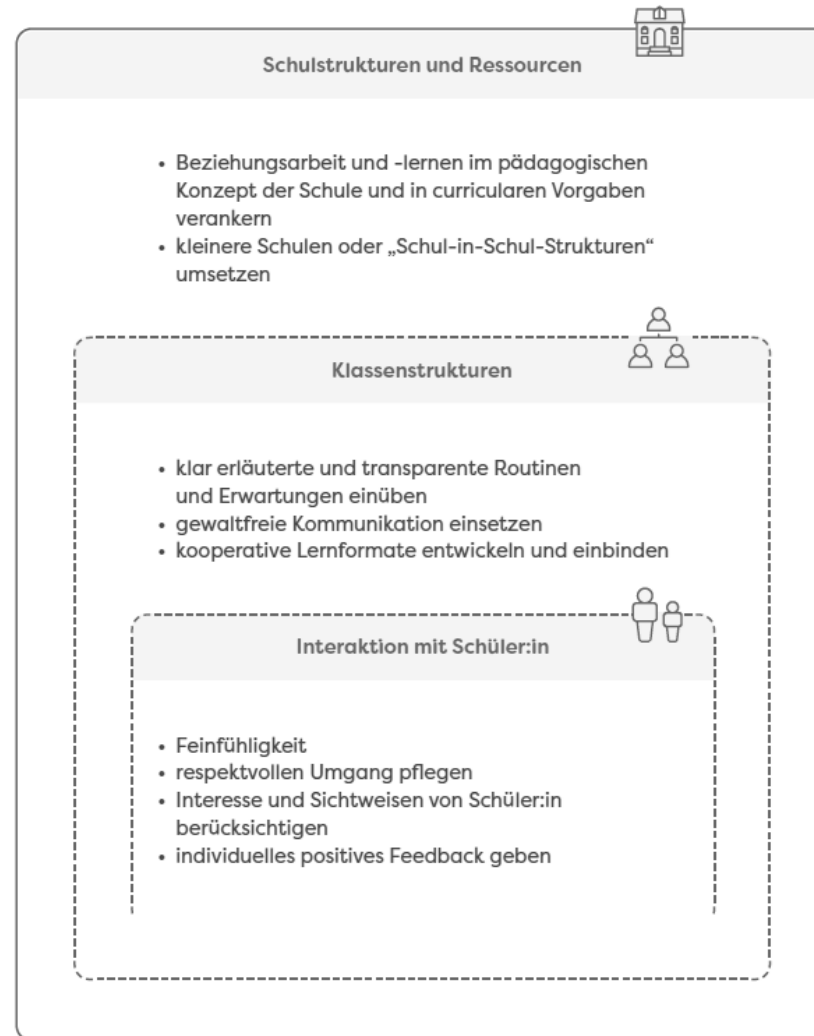 Schulstrukturen und Ressourcen
• Beziehungsarbeit und -lernen im pädagogischen
Konzept der Schule und in curricularen Vorgaben
verankern
• kleinere Schulen oder „Schul-in-Schul-Strukturen“
umsetzen
Klassenstrukturen
• klar erläuterte und transparente Routinen
und Erwartungen einüben
• gewaltfreie Kommunikation einsetzen
• kooperative Lernformate entwickeln und einbinden
Interaktion mit Schüler:in
• Feinfühligkeit
• respektvollen Umgang pflegen
• Interesse und Sichtweisen von Schüler:in
berücksichtigen
• individuelles positives Feedback geben